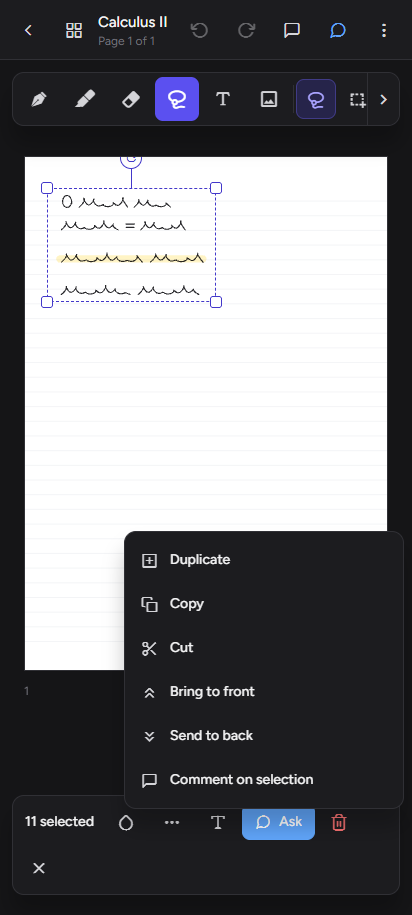 Calculus II
Page 1 of 1
T
Duplicate
Copy
Cut
Bring to front
Send to back
Comment on selection
1
11 selected
T
Ask